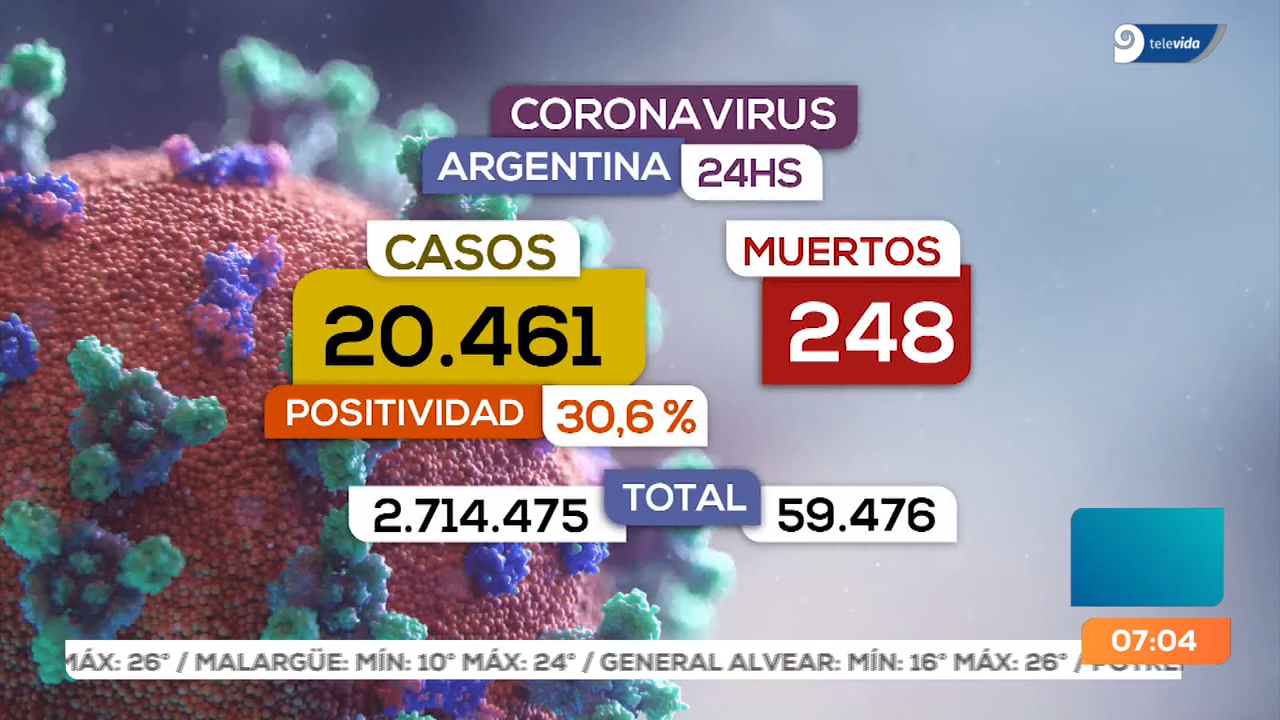 9 televida
CORONAVIRUS
ARGENTINA 24HS
CASOS
MUERTOS
20.461
248
POSITIVIDAD 30,6 %
2.714.475 TOTAL 59.476
07:04
MÁX: 26° / MALARGÜE: MÍN: 10° MÁX: 24° / GENERAL ALVEAR: MÍN: 16° MÁX: 26° /